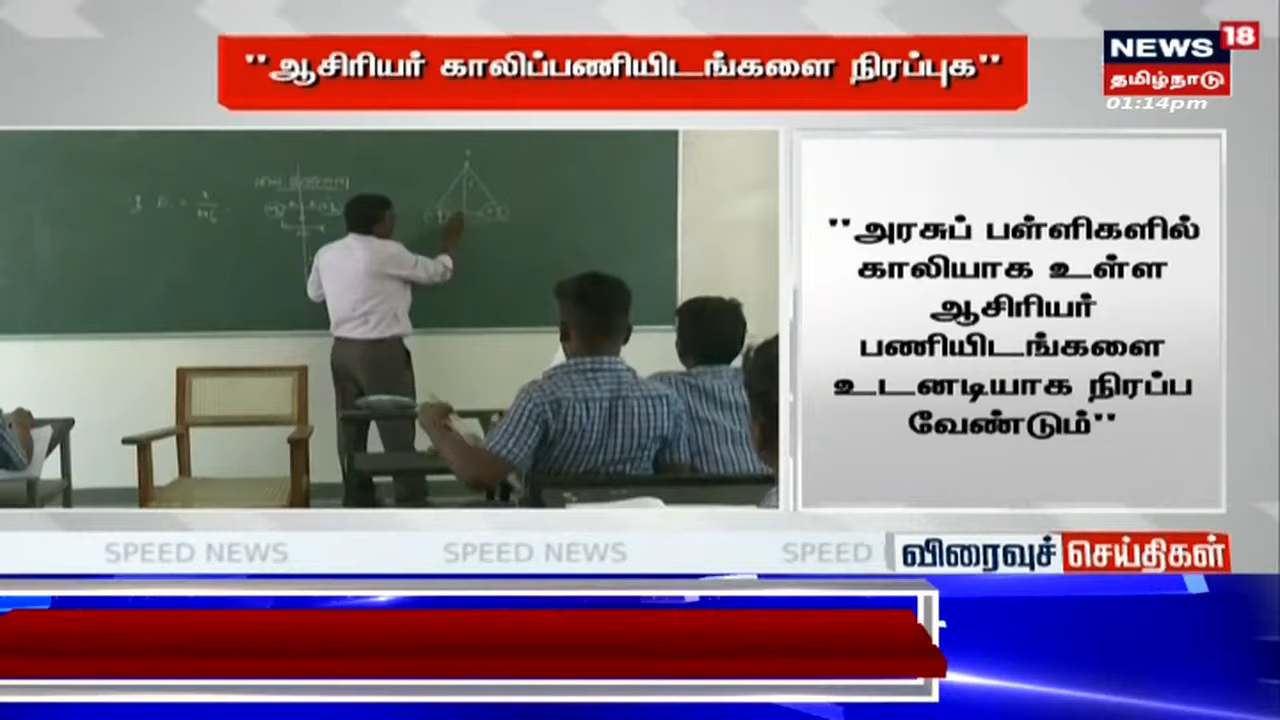 "ஆசிரியர் காலிப்பணியிடங்களை நிரப்புக"
NEWS 18
தமிழ்நாடு
01:14pm
"அரசுப் பள்ளிகளில்
காலியாக உள்ள
ஆசிரியர்
பணியிடங்களை
உடனடியாக நிரப்ப
வேண்டும்"
SPEED NEWS SPEED NEWS SPEED
விரைவுச் செய்திகள்